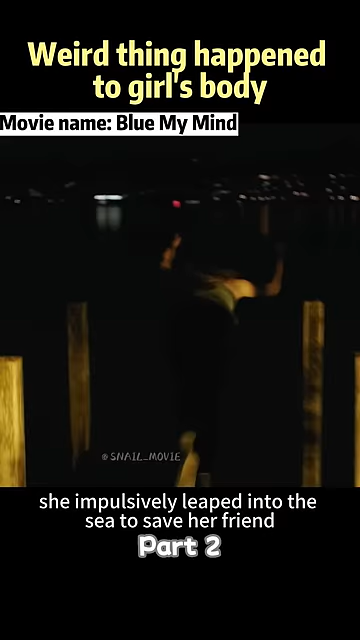 Weird thing happened
to girl's body
Movie name: Blue My Mind
@SNAIL_MOVIE
she impulsively leaped into the
sea to save her friend
Part 2